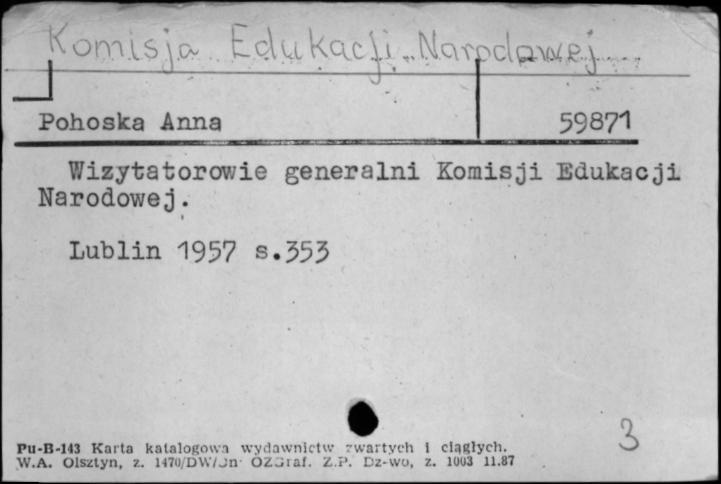 Komisja Edukacji Narodowej
Pohoska Anna 59871
Wizytatorowie generalni Komisji Edukacji
Narodowej.
Lublin 1957 s.353
3
Pu-B-143 Karta katalogowa wydawnictw zwartych i ciągłych.
W.A. Olsztyn, z. 1470/DW/Jn OZGraf. Z.P. Dz-wo, z. 1003 11.87